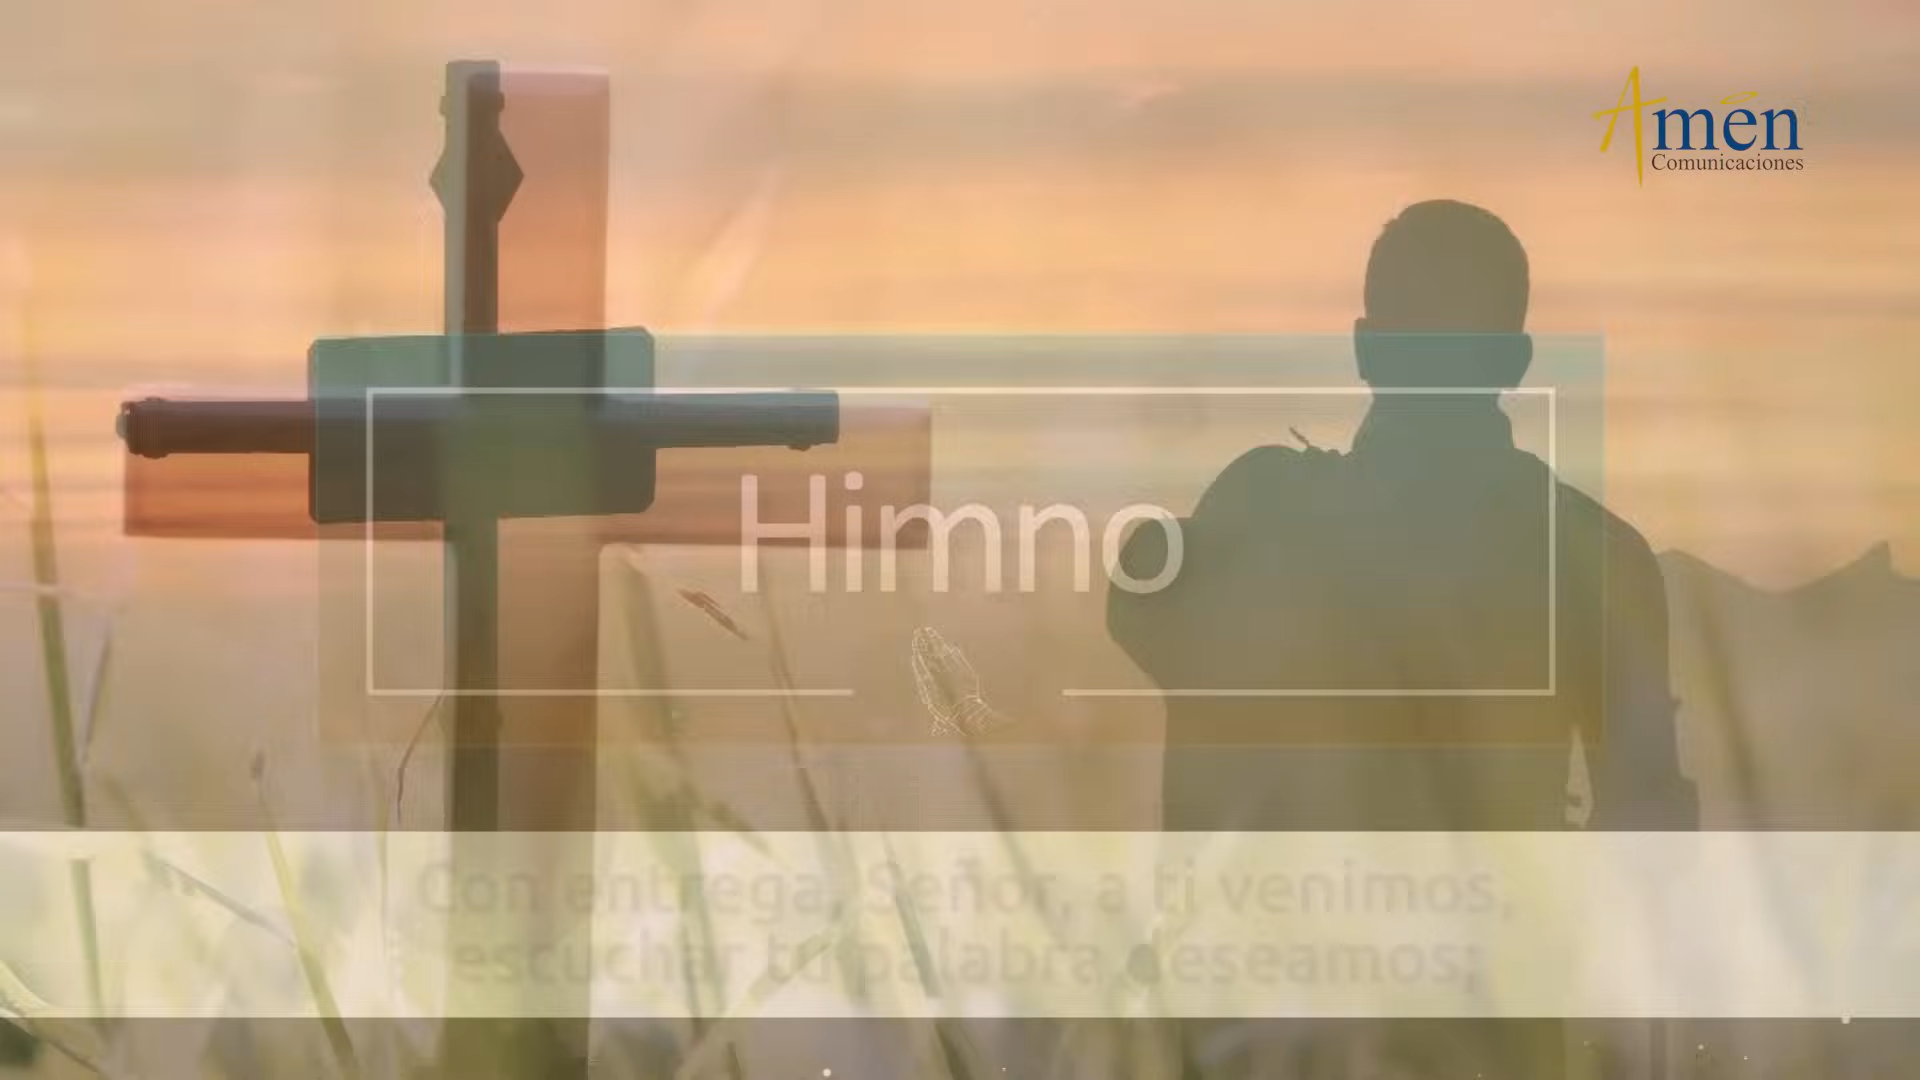 Amén
Comunicaciones
Himno
Con entrega, Señor, a ti venimos,
escuchar tu palabra deseamos;